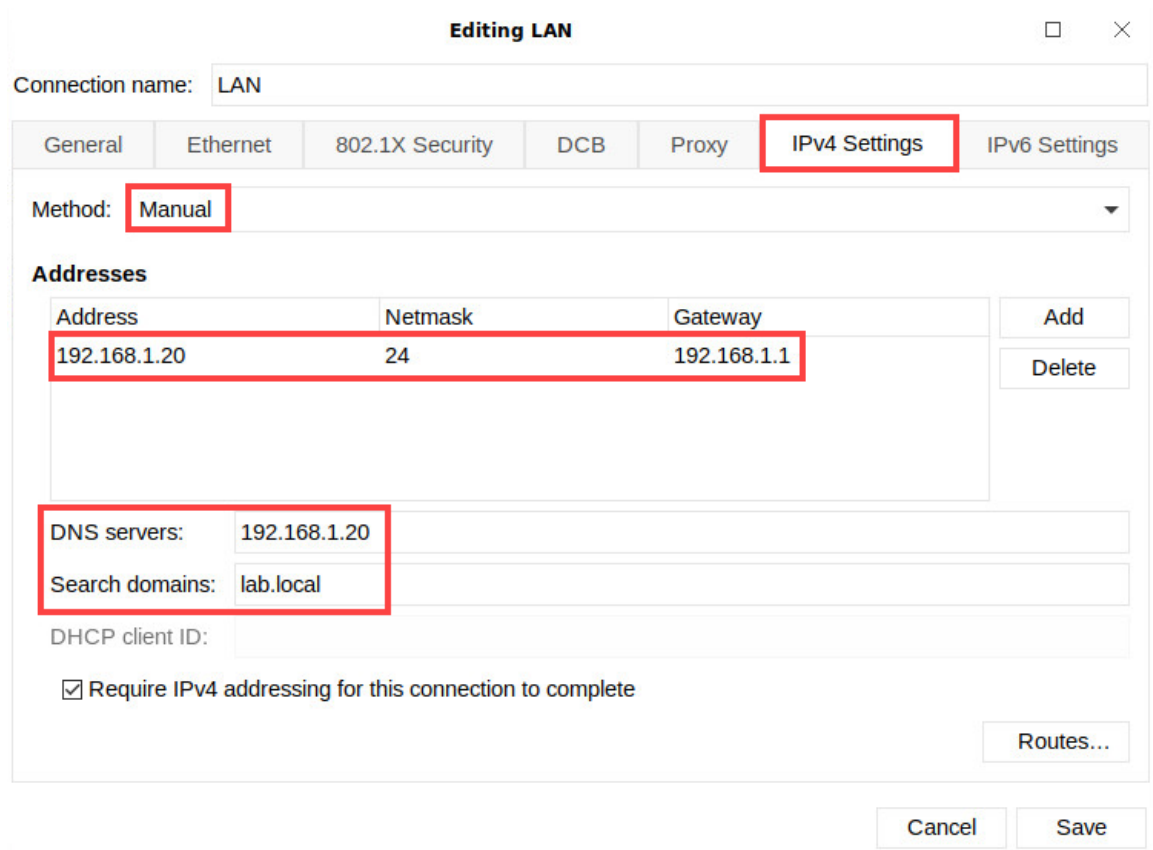 Editing LAN
Connection name: LAN
General Ethernet 802.1X Security DCB Proxy IPv4 Settings IPv6 Settings
Method: Manual
Addresses
Address Netmask Gateway Add
192.168.1.20 24 192.168.1.1
Delete
DNS servers: 192.168.1.20
Search domains: lab.local
DHCP client ID:
Require IPv4 addressing for this connection to complete
Routes...
Cancel Save